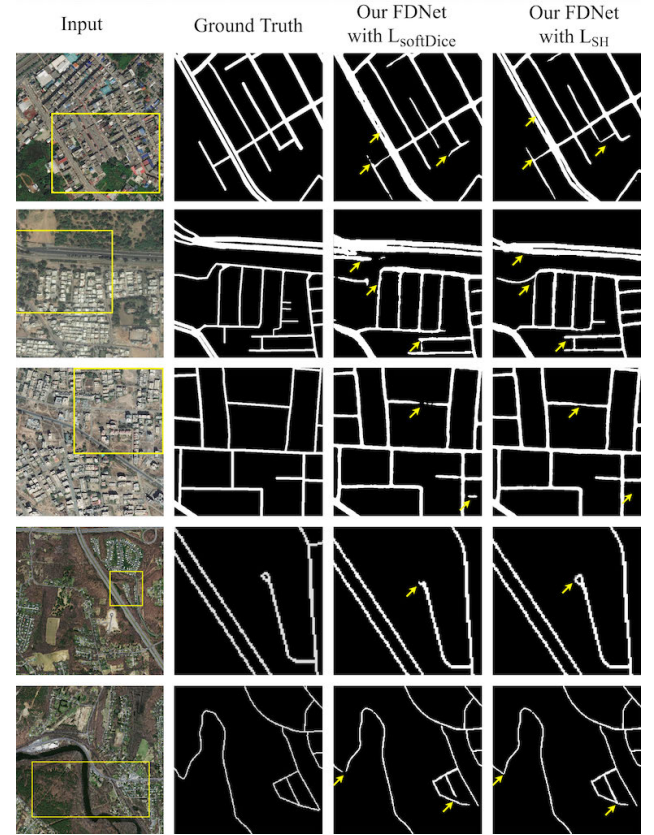 Input
Ground Truth
Our FDNet
with LsoftDice
Our FDNet
with LSH